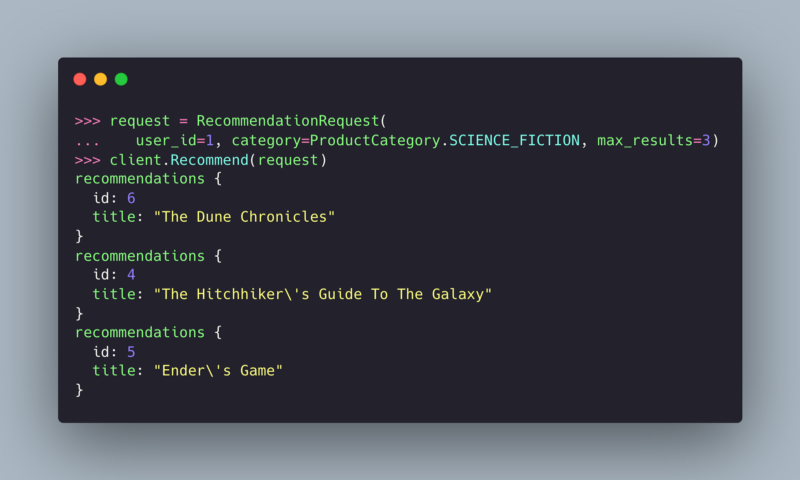 >>> request = RecommendationRequest(
...     user_id=1, category=ProductCategory.SCIENCE_FICTION, max_results=3)
>>> client.Recommend(request)
recommendations {
  id: 6
  title: "The Dune Chronicles"
}
recommendations {
  id: 4
  title: "The Hitchhiker\'s Guide To The Galaxy"
}
recommendations {
  id: 5
  title: "Ender\'s Game"
}